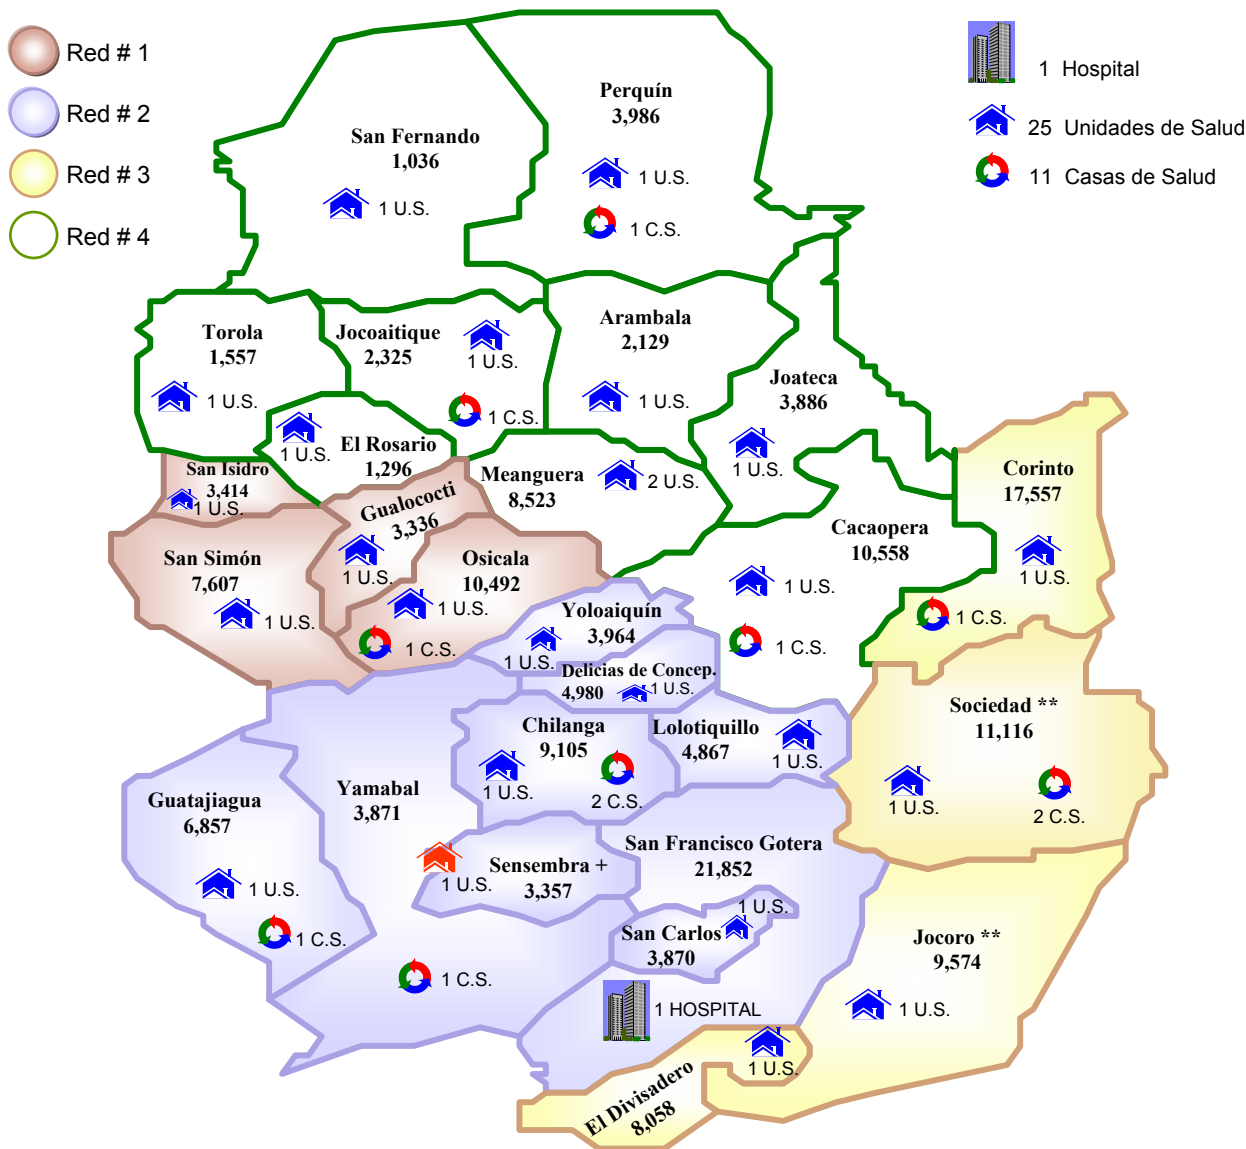 Red # 1
Red # 2
Red # 3
Red # 4
1 Hospital
25 Unidades de Salud
11 Casas de Salud
Perquín
3,986
1 U.S.
1 C.S.
San Fernando
1,036
1 U.S.
Torola
1,557
1 U.S.
Jocoaitique
2,325
1 U.S.
1 C.S.
Arambala
2,129
1 U.S.
Joateca
3,886
1 U.S.
El Rosario
1,296
1 U.S.
Meanguera
8,523
2 U.S.
San Isidro
3,414
1 U.S.
Gualococti
3,336
1 U.S.
Corinto
17,557
1 U.S.
1 C.S.
Cacaopera
10,558
1 U.S.
1 C.S.
San Simón
7,607
1 U.S.
Osicala
10,492
1 U.S.
1 C.S.
Yoloaiquín
3,964
1 U.S.
Delicias de Concep.
4,980
1 U.S.
Chilanga
9,105
1 U.S.
2 C.S.
Lolotiquillo
4,867
1 U.S.
Sociedad **
11,116
1 U.S.
2 C.S.
Guatajiagua
6,857
1 U.S.
1 C.S.
Yamabal
3,871
1 C.S.
Sensembra +
3,357
1 U.S.
San Francisco Gotera
21,852
1 HOSPITAL
San Carlos
3,870
1 U.S.
Jocoro **
9,574
1 U.S.
El Divisadero
8,058
1 U.S.